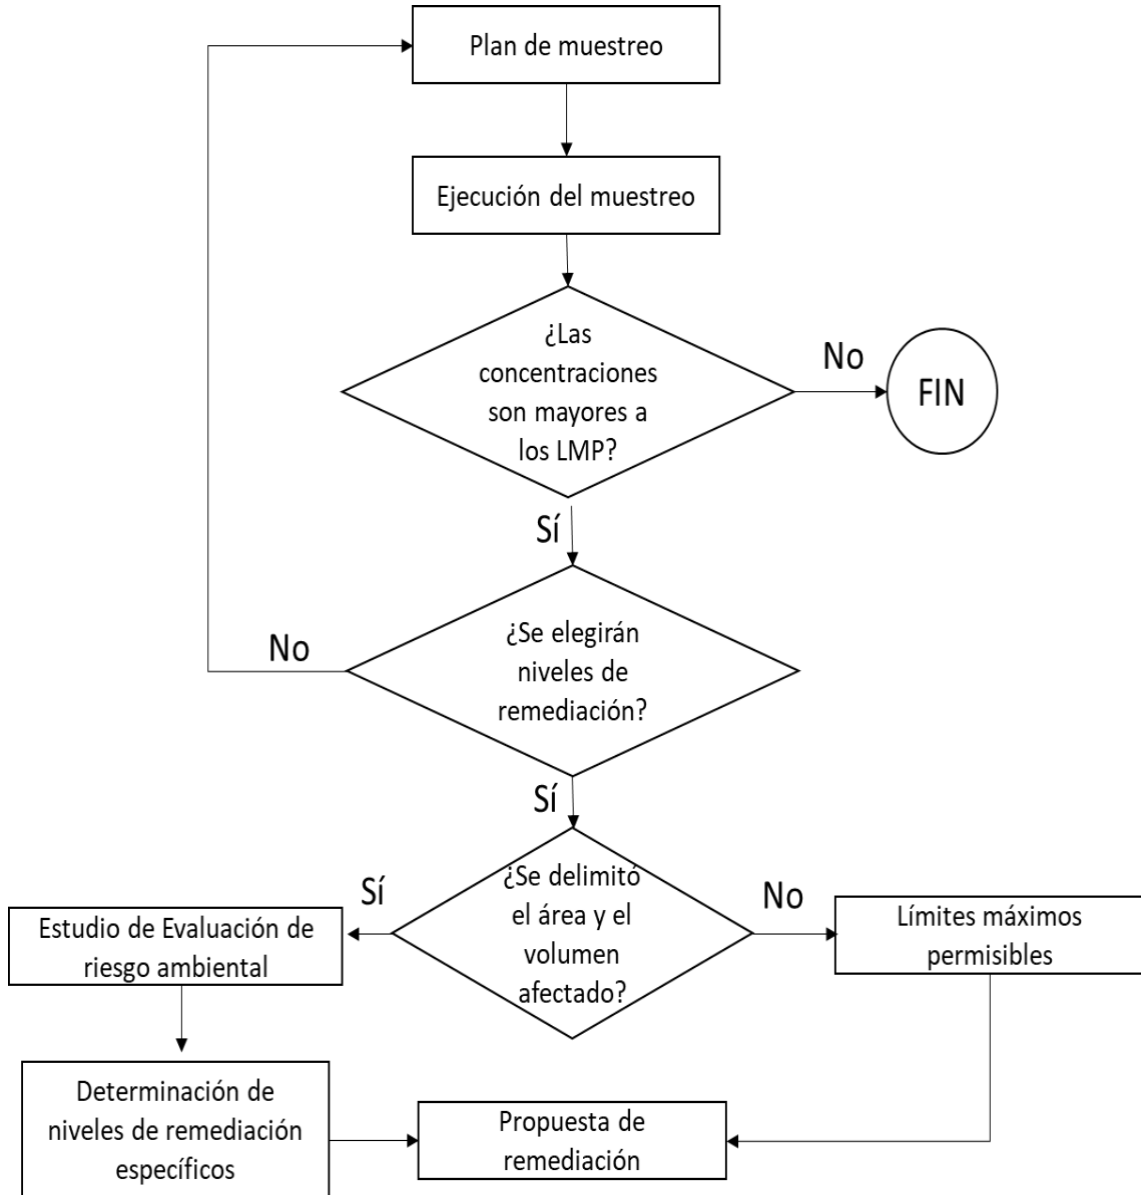 Plan de muestreo
Ejecución del muestreo
¿Las
concentraciones
son mayores a
los LMP?
No
FIN
Sí
¿Se elegirán
niveles de
remediación?
No
Sí
¿Se delimitó
el área y el
volumen
afectado?
Sí
No
Estudio de Evaluación de
riesgo ambiental
Límites máximos
permisibles
Determinación de
niveles de remediación
específicos
Propuesta de
remediación